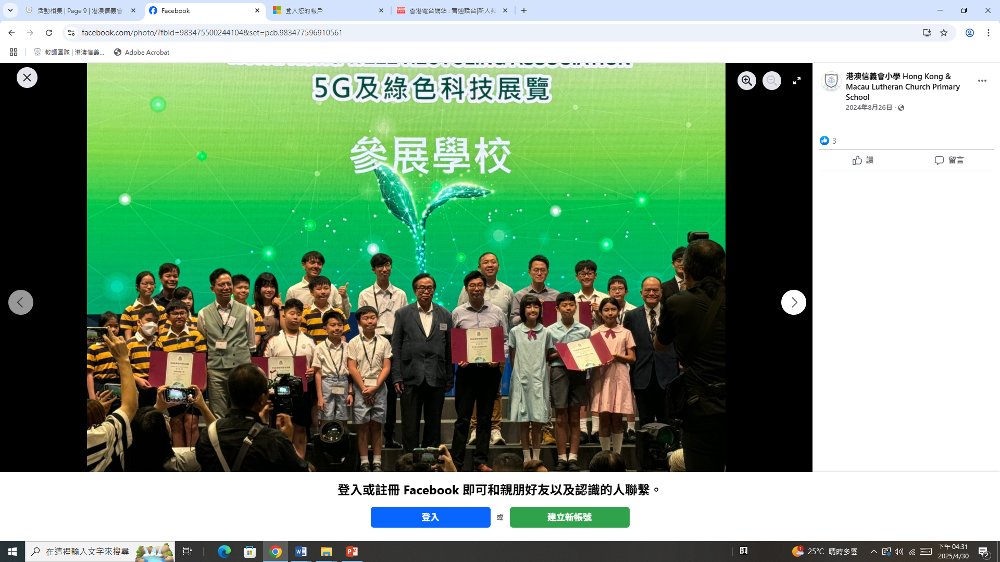 活動相集 | Page 9 | 港澳信義會
Facebook
登入您的帳戶
香港電台網站 : 普通話台|新人類
facebook.com/photo/?fbid=983475500244104&set=pcb.983477596910561
教師團隊 | 港澳信義...
Adobe Acrobat
RECYCLING ASSOCIATION
5G及綠色科技展覽
參展學校
港澳信義會小學 Hong Kong &
Macau Lutheran Church Primary
School
2024年8月26日 ·
3
讚
留言
登入或註冊 Facebook 即可和親朋好友以及認識的人聯繫。
登入
或
建立新帳號
在這裡輸入文字來搜尋
速
1
25°C 晴時多雲
下午 04:31
2025/4/30
2